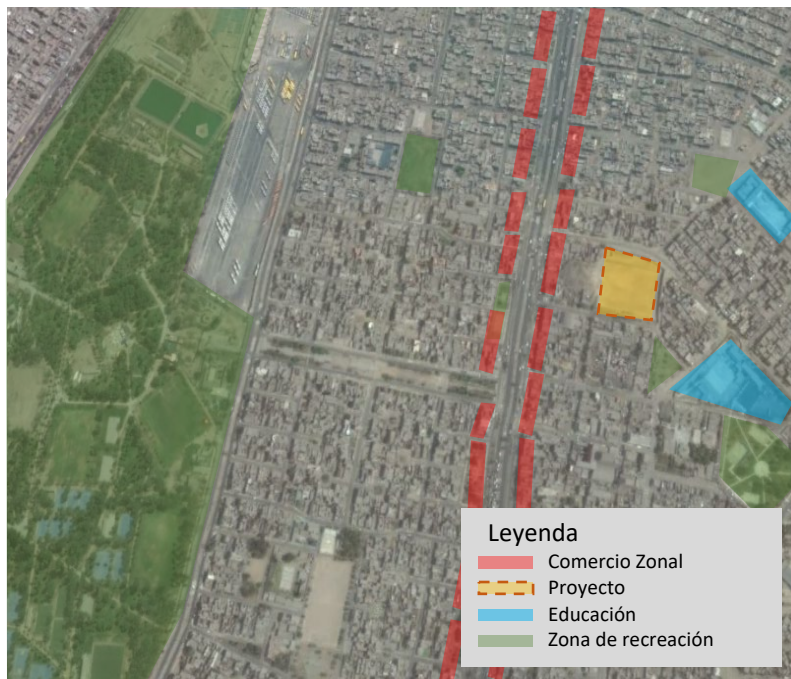 Leyenda
Comercio Zonal
Proyecto
Educación
Zona de recreación